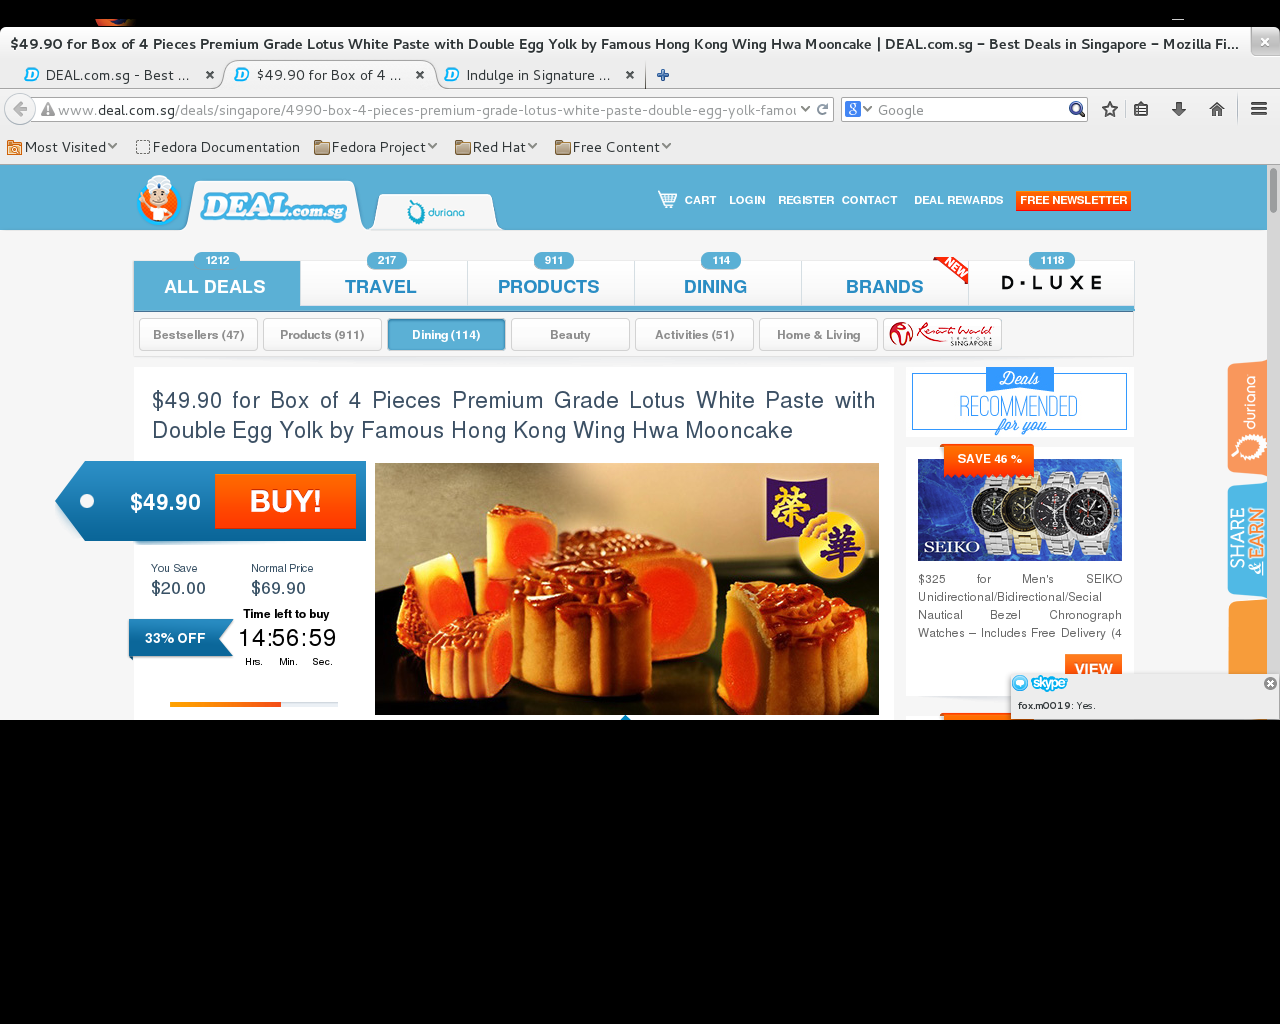 $49.90 for Box of 4 Pieces Premium Grade Lotus White Paste with Double Egg Yolk by Famous Hong Kong Wing Hwa Mooncake | DEAL.com.sg – Best Deals in Singapore – Mozilla Fi...
DEAL.com.sg - Best ...
$49.90 for Box of 4 ...
Indulge in Signature ...
www.deal.com.sg/deals/singapore/4990-box-4-pieces-premium-grade-lotus-white-paste-double-egg-yolk-famou
Google
Most Visited
Fedora Documentation
Fedora Project
Red Hat
Free Content
DEAL.com.sg
duriana
CART
LOGIN
REGISTER
CONTACT
DEAL REWARDS
FREE NEWSLETTER
1212
217
911
114
1118
ALL DEALS
TRAVEL
PRODUCTS
DINING
BRANDS
NEW
D·LUXE
Bestsellers (47)
Products (911)
Dining (114)
Beauty
Activities (51)
Home & Living
Resorts World
SENTOSA
SINGAPORE
$49.90 for Box of 4 Pieces Premium Grade Lotus White Paste with
Double Egg Yolk by Famous Hong Kong Wing Hwa Mooncake
$49.90
BUY!
You Save
Normal Price
$20.00
$69.90
Time left to buy
33% OFF
14:56:59
Hrs.
Min.
Sec.
榮
華
Deals
RECOMMENDED
for you
SAVE 46 %
SEIKO
$325 for Men's SEIKO
Unidirectional/Bidirectional/Social
Nautical Bezel Chronograph
Watches – Includes Free Delivery (4
VIEW
duriana
SHARE
& EARN
skype
fox.m0019: Yes.